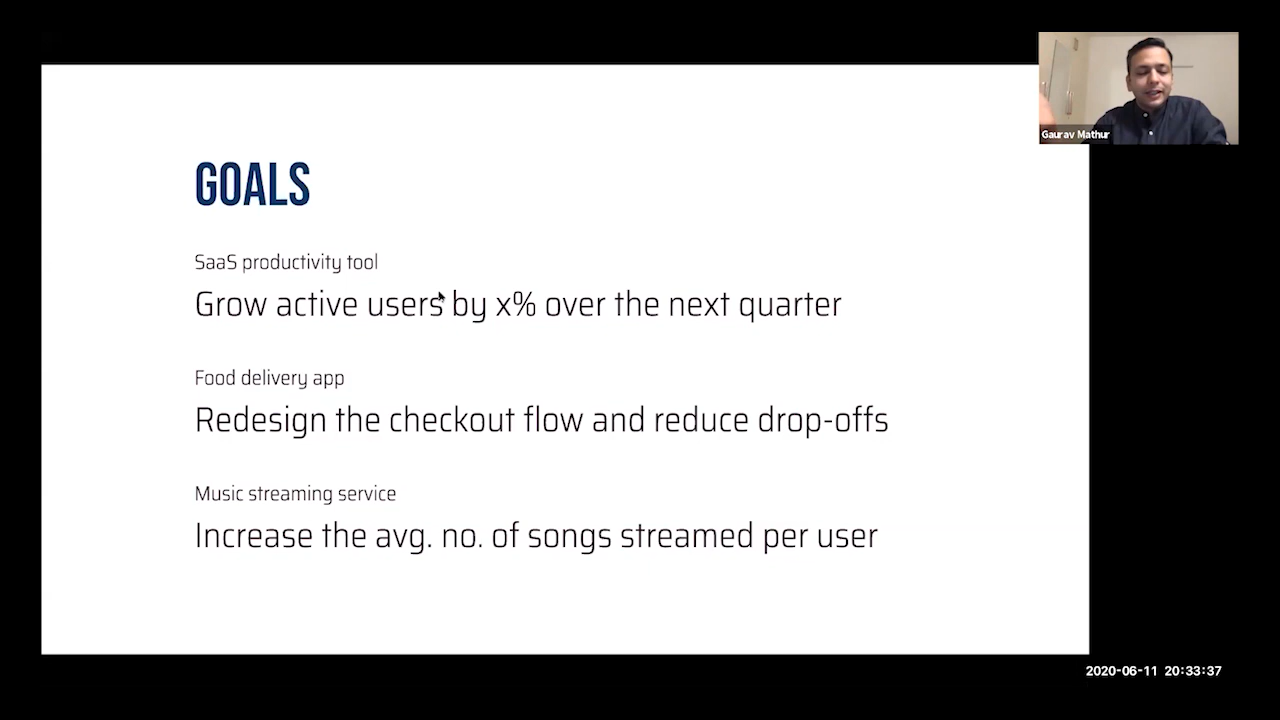 GOALS
SaaS productivity tool
Grow active users by x% over the next quarter
Food delivery app
Redesign the checkout flow and reduce drop-offs
Music streaming service
Increase the avg. no. of songs streamed per user
Gaurav Mathur
2020-06-11 20:33:37